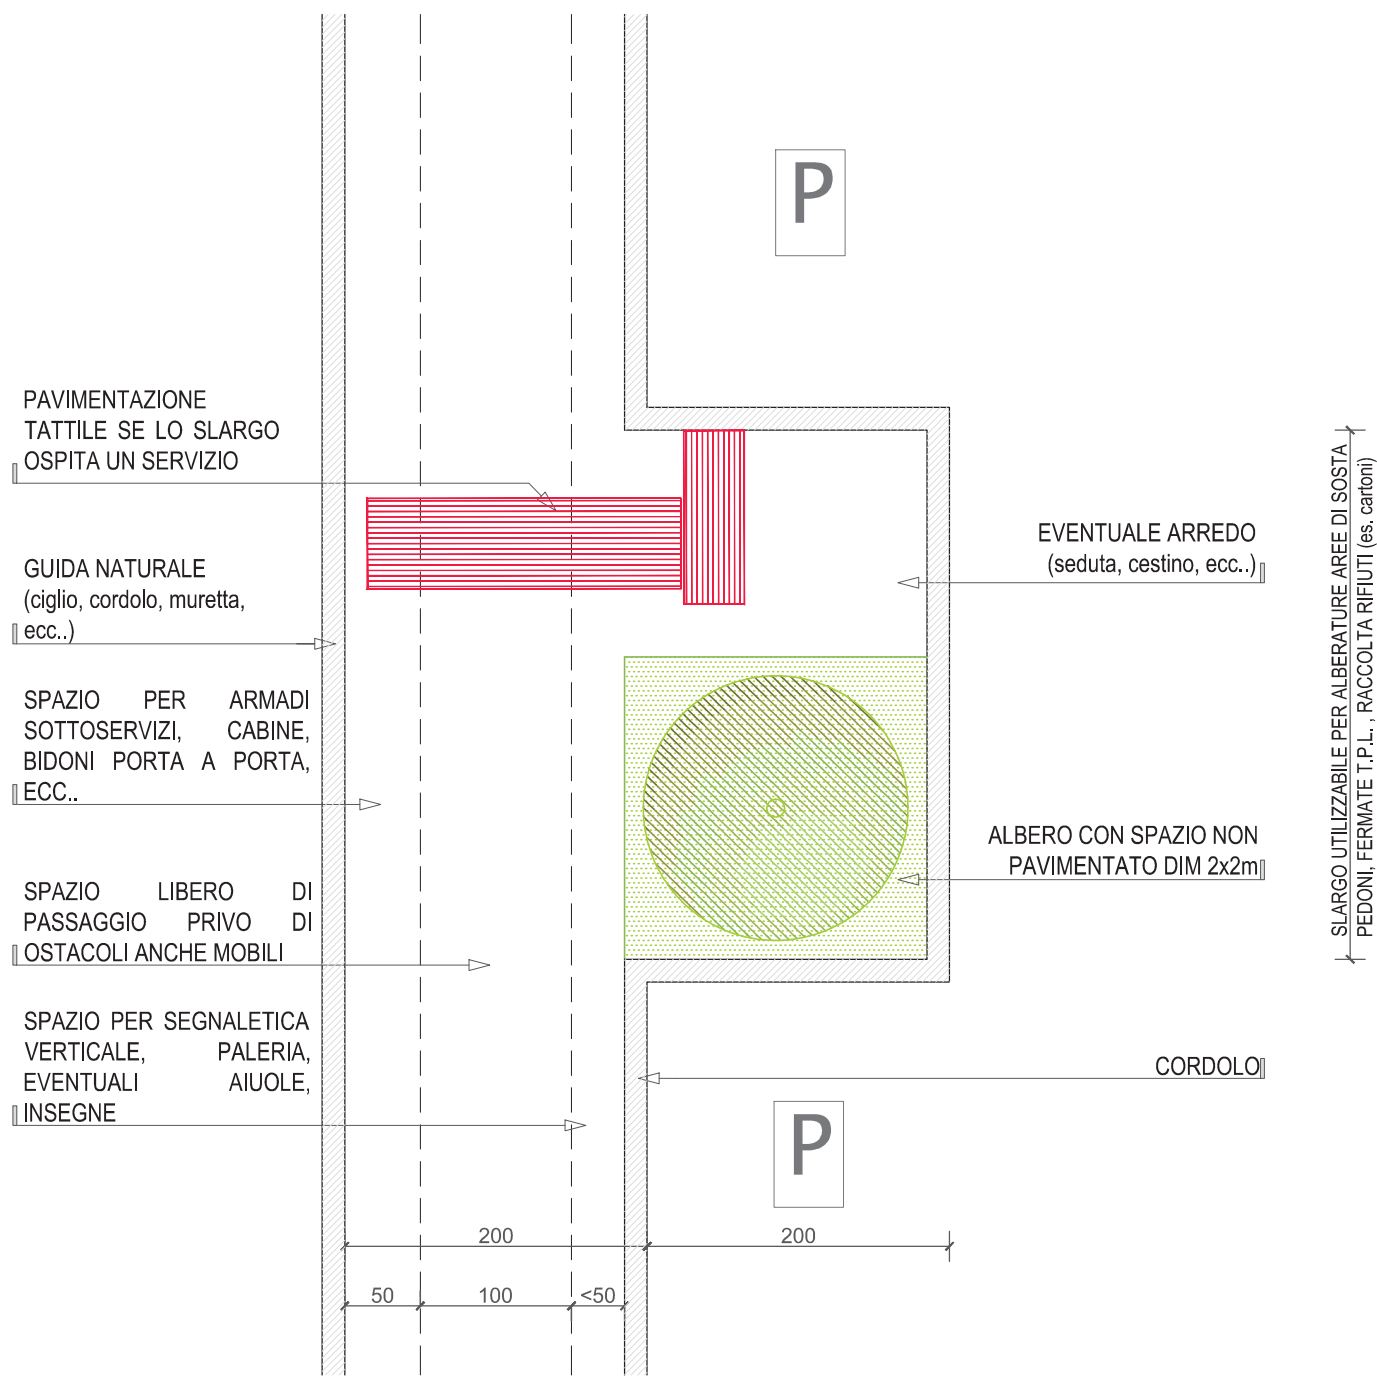 P
PAVIMENTAZIONE
TATTILE SE LO SLARGO
OSPITA UN SERVIZIO
GUIDA NATURALE
(ciglio, cordolo, muretta,
ecc..)
SPAZIO PER ARMADI
SOTTOSERVIZI, CABINE,
BIDONI PORTA A PORTA,
ECC..
SPAZIO LIBERO DI
PASSAGGIO PRIVO DI
OSTACOLI ANCHE MOBILI
SPAZIO PER SEGNALETICA
VERTICALE, PALERIA,
EVENTUALI AIUOLE,
INSEGNE
EVENTUALE ARREDO
(seduta, cestino, ecc..)
ALBERO CON SPAZIO NON
PAVIMENTATO DIM 2x2m
CORDOLO
SLARGO UTILIZZABILE PER ALBERATURE AREE DI SOSTA
PEDONI, FERMATE T.P.L. , RACCOLTA RIFIUTI (es. cartoni)
P
200
200
50
100
<50